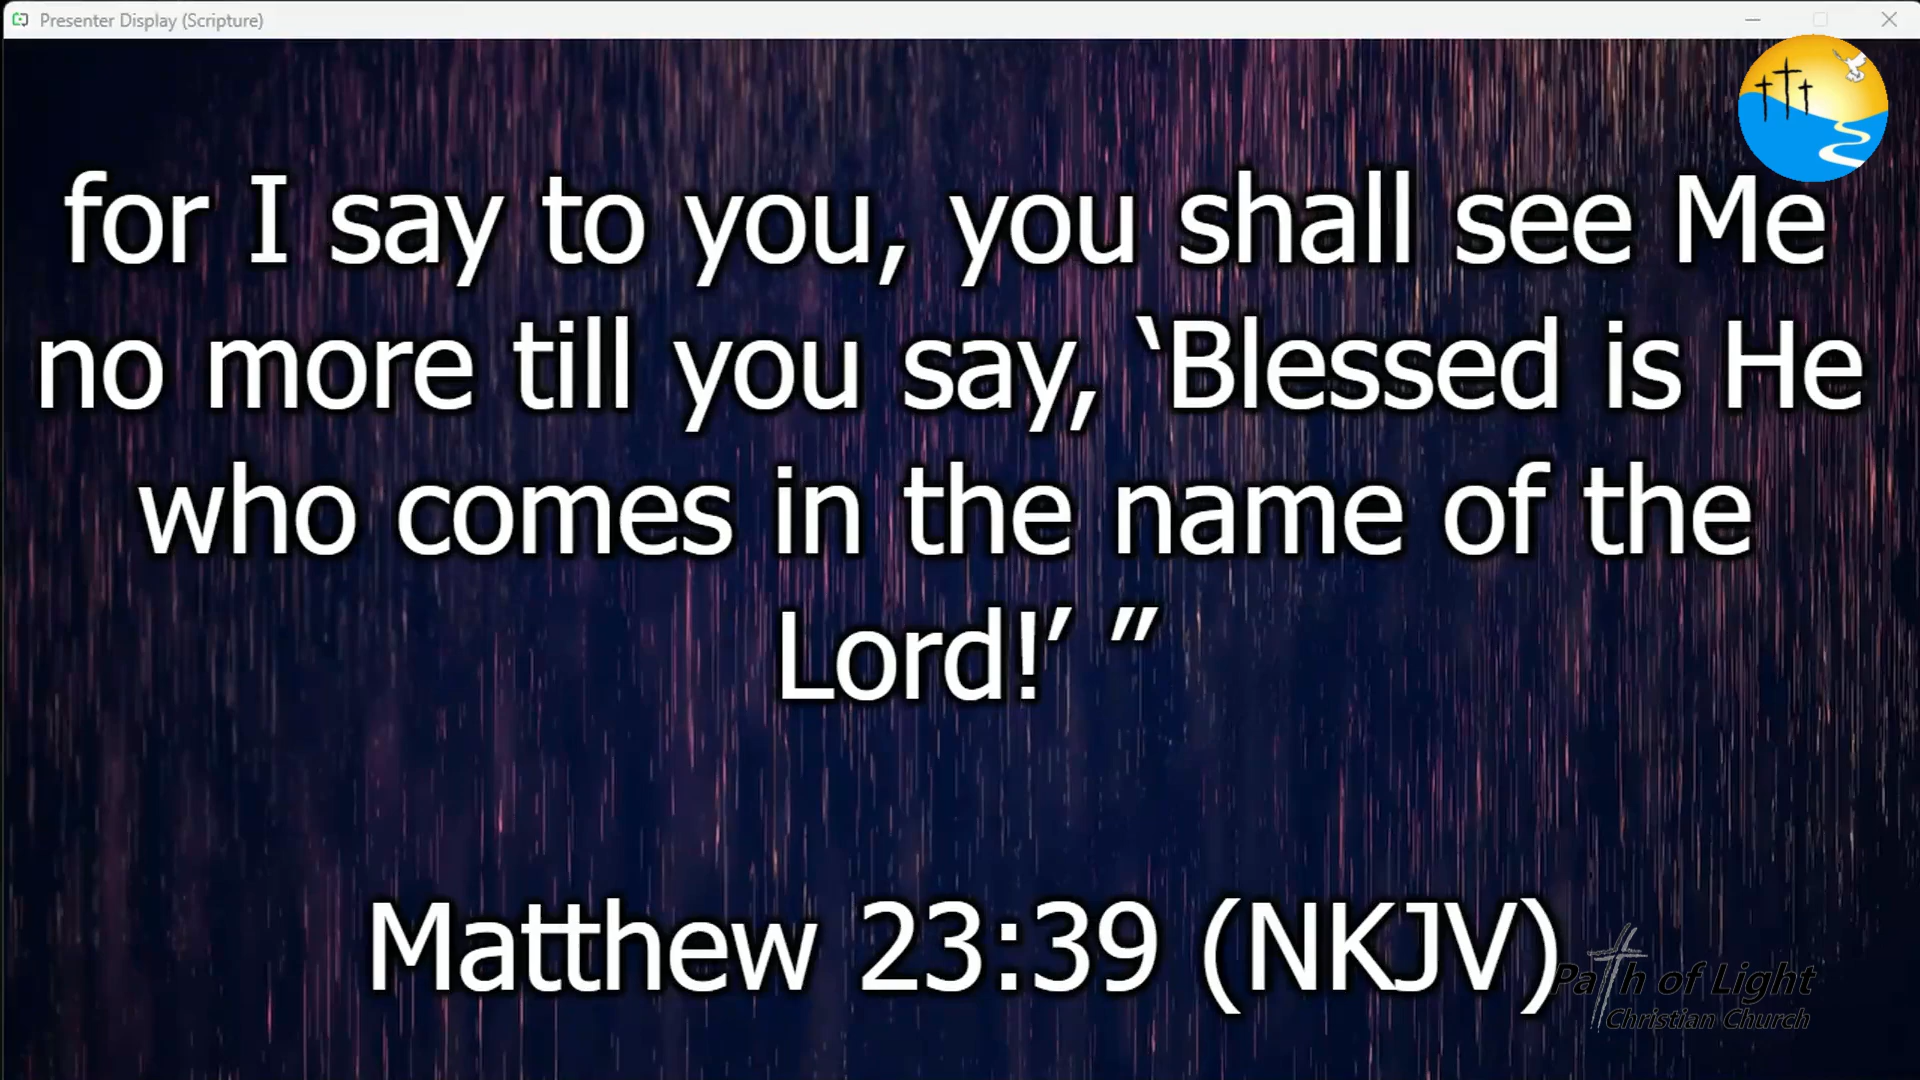 Presenter Display (Scripture)
for I say to you, you shall see Me
no more till you say, ‘Blessed is He
who comes in the name of the
Lord!’ ”
Matthew 23:39 (NKJV)
Path of Light
Christian Church